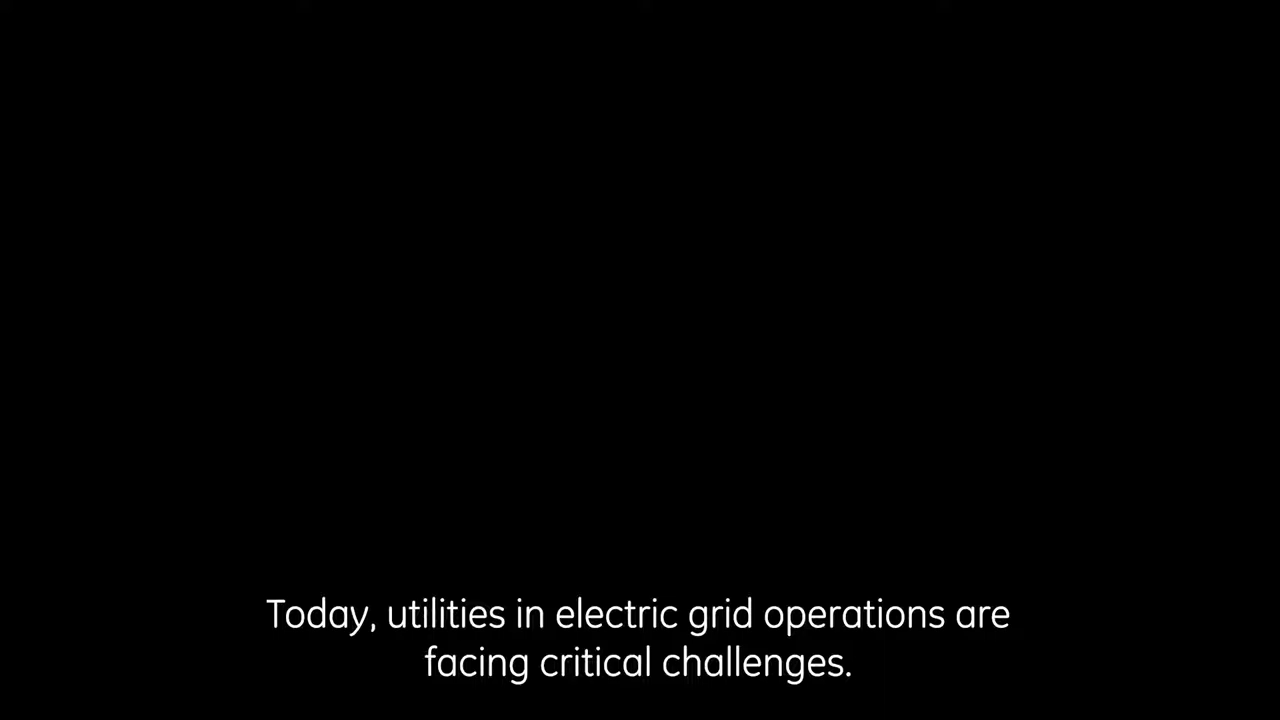 Today, utilities in electric grid operations are
facing critical challenges.